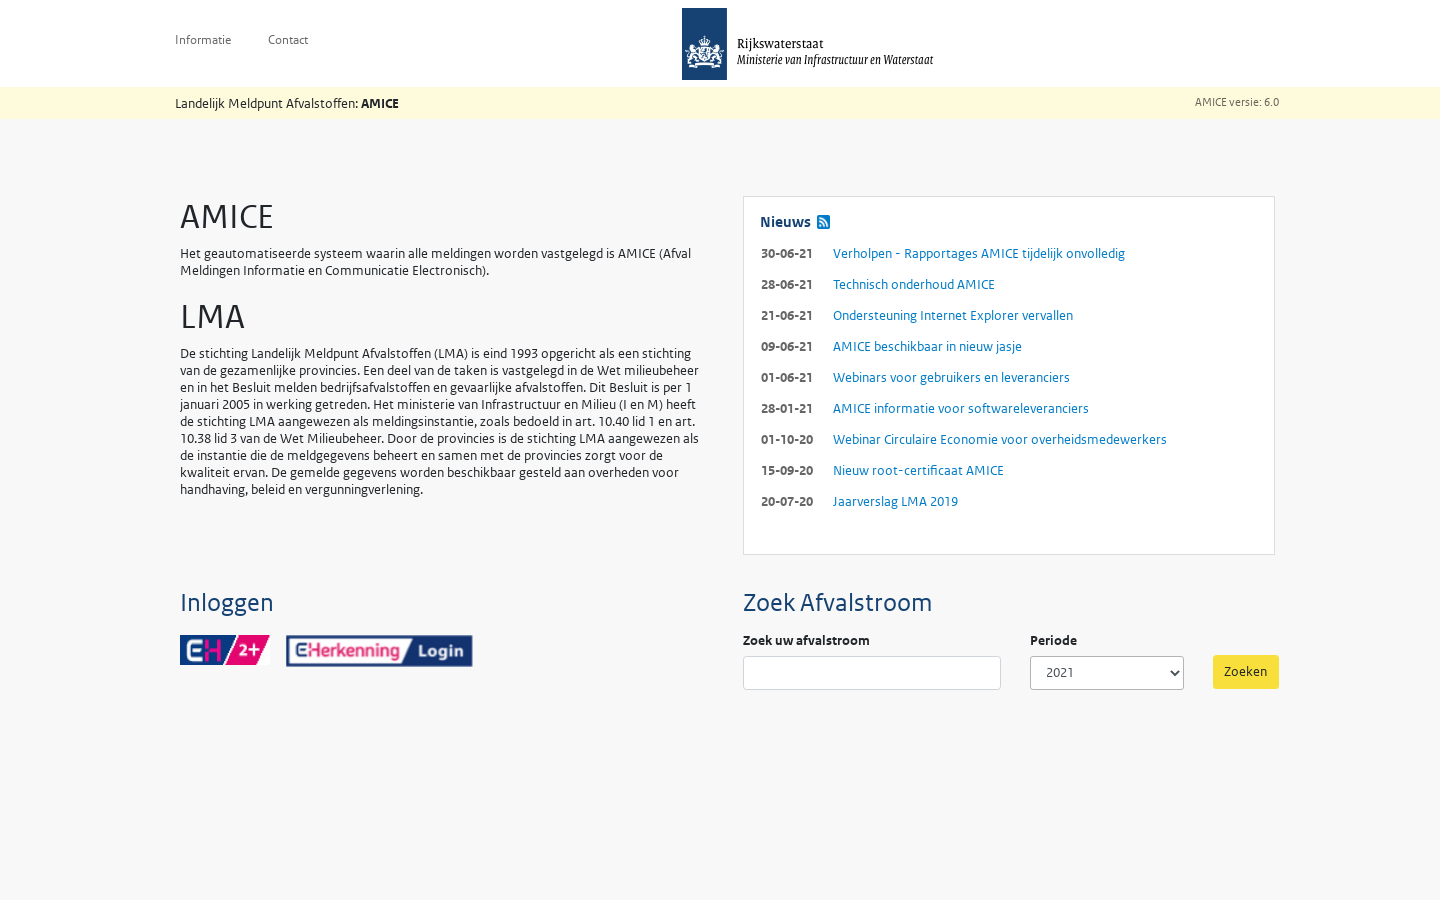 Informatie
Contact
Rijkswaterstaat
Ministerie van Infrastructuur en Waterstaat
Landelijk Meldpunt Afvalstoffen: AMICE
AMICE versie: 6.0
AMICE
Het geautomatiseerde systeem waarin alle meldingen worden vastgelegd is AMICE (Afval
Meldingen Informatie en Communicatie Electronisch).
LMA
De stichting Landelijk Meldpunt Afvalstoffen (LMA) is eind 1993 opgericht als een stichting
van de gezamenlijke provincies. Een deel van de taken is vastgelegd in de Wet milieubeheer
en in het Besluit melden bedrijfsafvalstoffen en gevaarlijke afvalstoffen. Dit Besluit is per 1
januari 2005 in werking getreden. Het ministerie van Infrastructuur en Milieu (I en M) heeft
de stichting LMA aangewezen als meldingsinstantie, zoals bedoeld in art. 10.40 lid 1 en art.
10.38 lid 3 van de Wet Milieubeheer. Door de provincies is de stichting LMA aangewezen als
de instantie die de meldgegevens beheert en samen met de provincies zorgt voor de
kwaliteit ervan. De gemelde gegevens worden beschikbaar gesteld aan overheden voor
handhaving, beleid en vergunningverlening.
Nieuws
30-06-21 Verholpen - Rapportages AMICE tijdelijk onvolledig
28-06-21 Technisch onderhoud AMICE
21-06-21 Ondersteuning Internet Explorer vervallen
09-06-21 AMICE beschikbaar in nieuw jasje
01-06-21 Webinars voor gebruikers en leveranciers
28-01-21 AMICE informatie voor softwareleveranciers
01-10-20 Webinar Circulaire Economie voor overheidsmedewerkers
15-09-20 Nieuw root-certificaat AMICE
20-07-20 Jaarverslag LMA 2019
Inloggen
EH 2+
EHerkenning Login
Zoek Afvalstroom
Zoek uw afvalstroom
Periode
2021
Zoeken